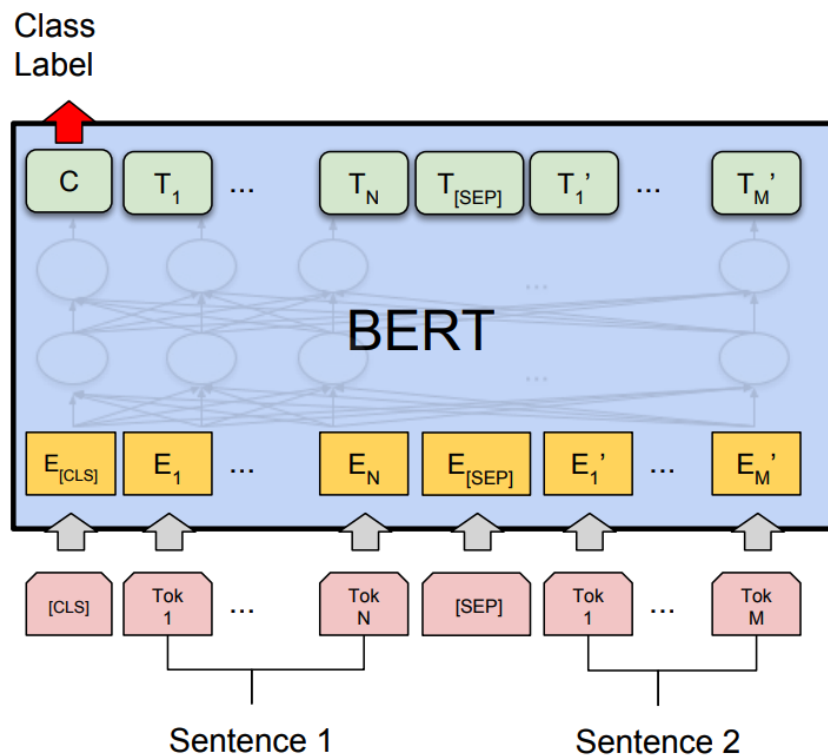 Class
Label
C T1 ... TN T[SEP] T1’ ... TM’
...
BERT
...
E[CLS] E1 ... EN E[SEP] E1’ ... EM’
[CLS] Tok 1 ... Tok N [SEP] Tok 1 ... Tok M
Sentence 1 Sentence 2